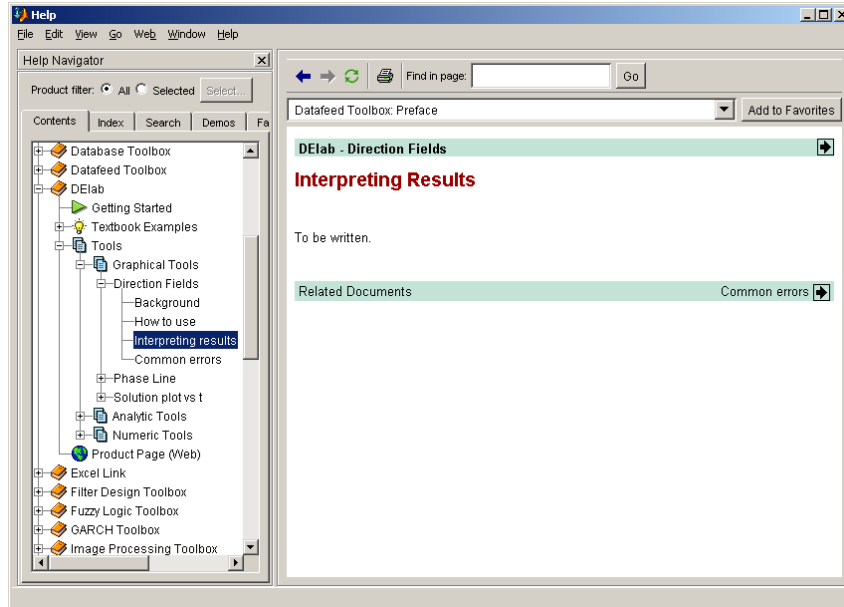 Help
File Edit View Go Web Window Help
Help Navigator
Product filter: All Selected Select...
Contents Index Search Demos Fa
Database Toolbox
Datafeed Toolbox
DElab
Getting Started
Textbook Examples
Tools
Graphical Tools
Direction Fields
Background
How to use
Interpreting results
Common errors
Phase Line
Solution plot vs t
Analytic Tools
Numeric Tools
Product Page (Web)
Excel Link
Filter Design Toolbox
Fuzzy Logic Toolbox
GARCH Toolbox
Image Processing Toolbox
Find in page: Go
Datafeed Toolbox: Preface Add to Favorites
DElab - Direction Fields
Interpreting Results
To be written.
Related Documents Common errors